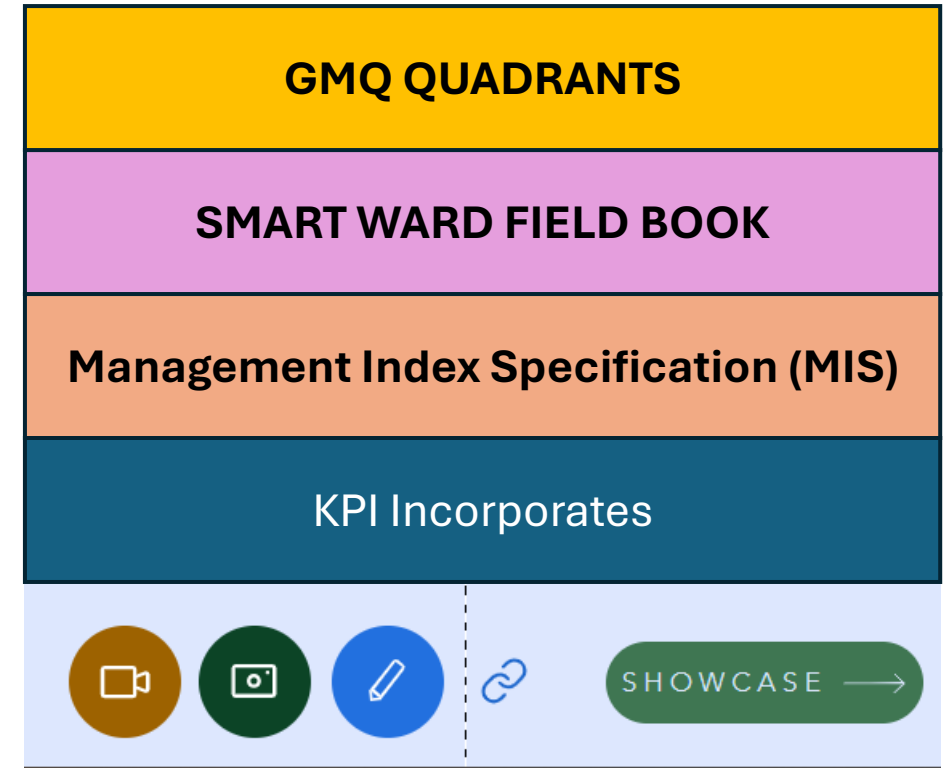 GMQ QUADRANTS
SMART WARD FIELD BOOK
Management Index Specification (MIS)
KPI Incorporates
SHOWCASE